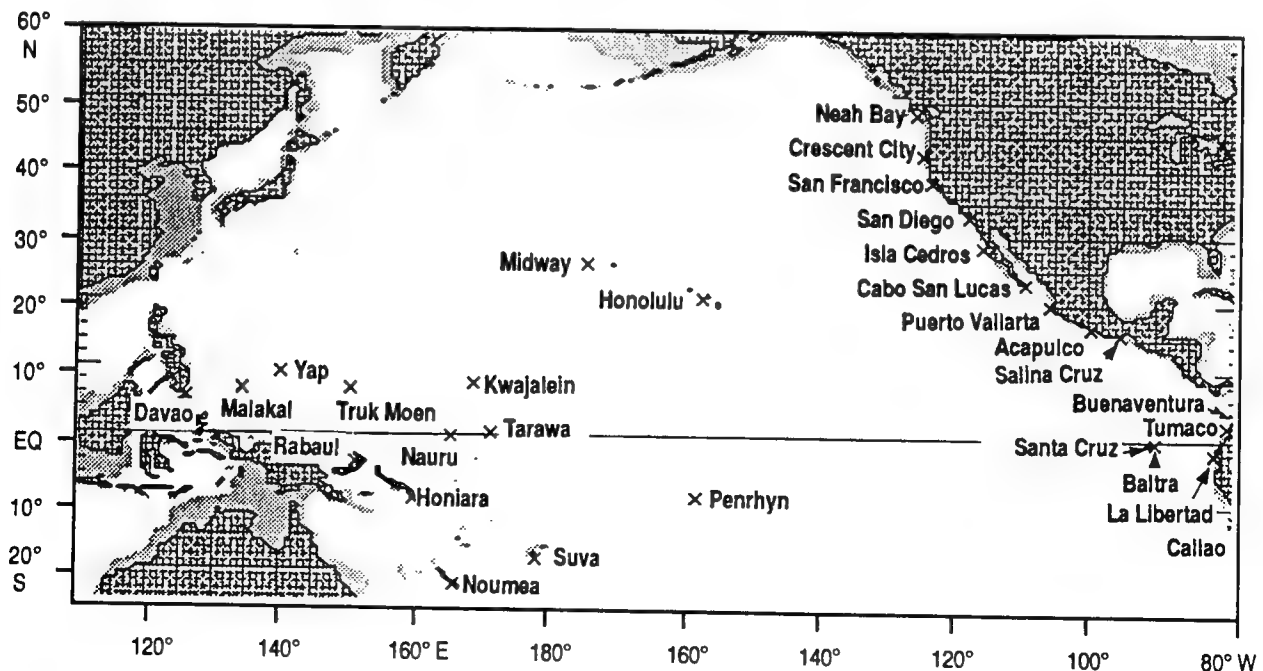 60°
N
50°
40°
30°
20°
10°
EQ
10°
20°
S
Neah Bay
Crescent City
San Francisco
San Diego
Isla Cedros
Cabo San Lucas
Puerto Vallarta
Acapulco
Salina Cruz
Buenaventura
Tumaco
Santa Cruz
Baltra
La Libertad
Callao
Midway
Honolulu
Yap
Kwajalein
Davao
Malakal
Truk Moen
Tarawa
Rabaul
Nauru
Honiara
Penrhyn
Suva
Noumea
120°
140°
160° E
180°
160°
140°
120°
100°
80° W